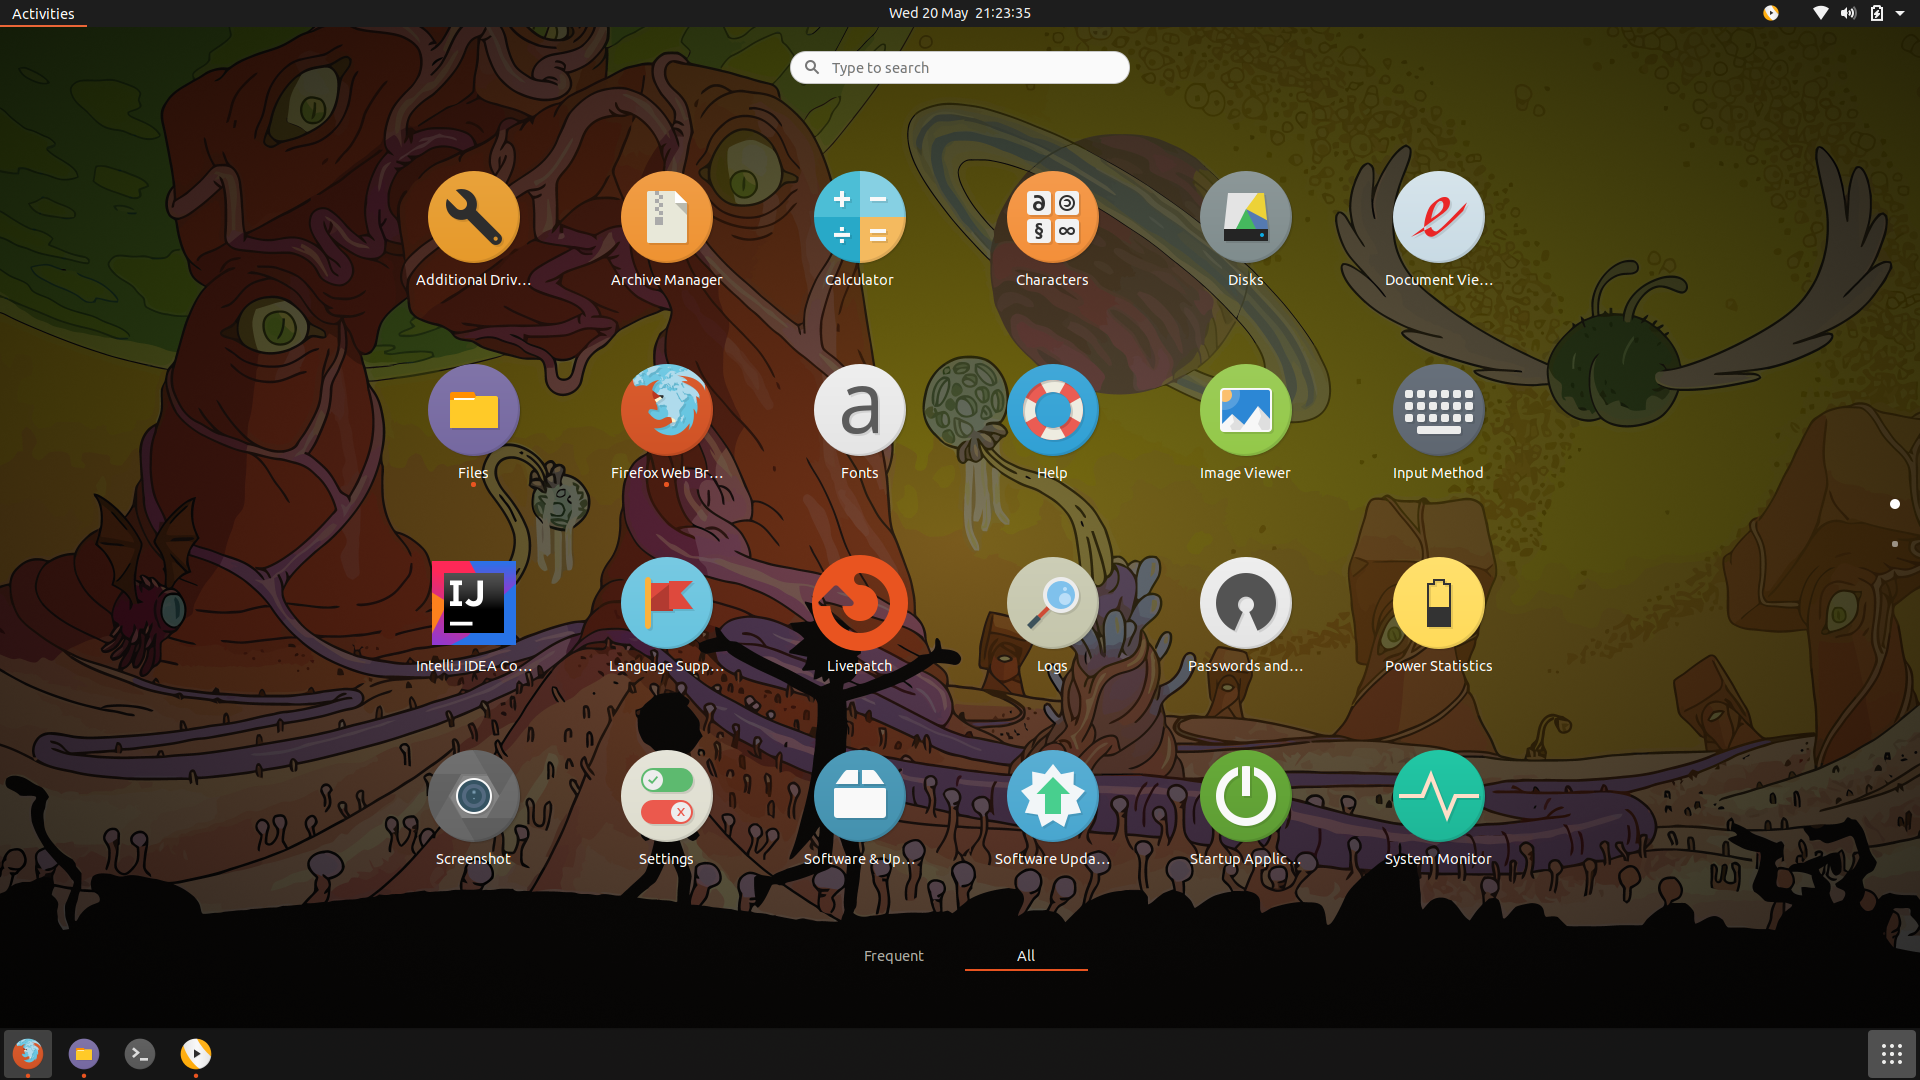 Activities
Wed 20 May 21:23:35
Type to search
Additional Driv…
Archive Manager
Calculator
Characters
Disks
Document Vie…
Files
Firefox Web Br…
Fonts
Help
Image Viewer
Input Method
IJ
IntelliJ IDEA Co…
Language Supp…
Livepatch
Logs
Passwords and…
Power Statistics
Screenshot
Settings
Software & Up…
Software Upda…
Startup Applic…
System Monitor
Frequent
All